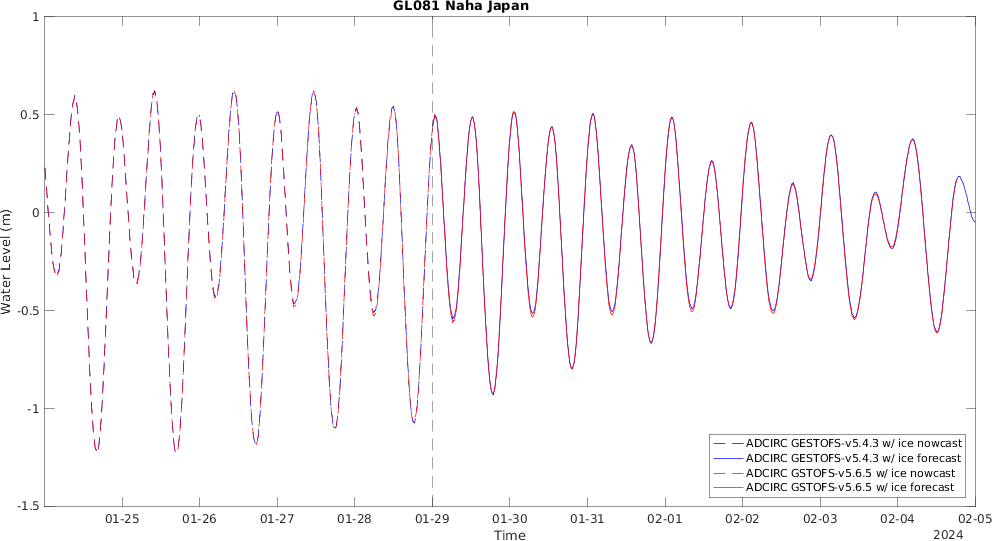 GL081 Naha Japan
1
0.5
0
-0.5
-1
-1.5
Water Level (m)
01-25 01-26 01-27 01-28 01-29 01-30 01-31 02-01 02-02 02-03 02-04 02-05
Time
2024
ADCIRC GESTOFS-v5.4.3 w/ ice nowcast
ADCIRC GESTOFS-v5.4.3 w/ ice forecast
ADCIRC GSTOFS-v5.6.5 w/ ice nowcast
ADCIRC GSTOFS-v5.6.5 w/ ice forecast